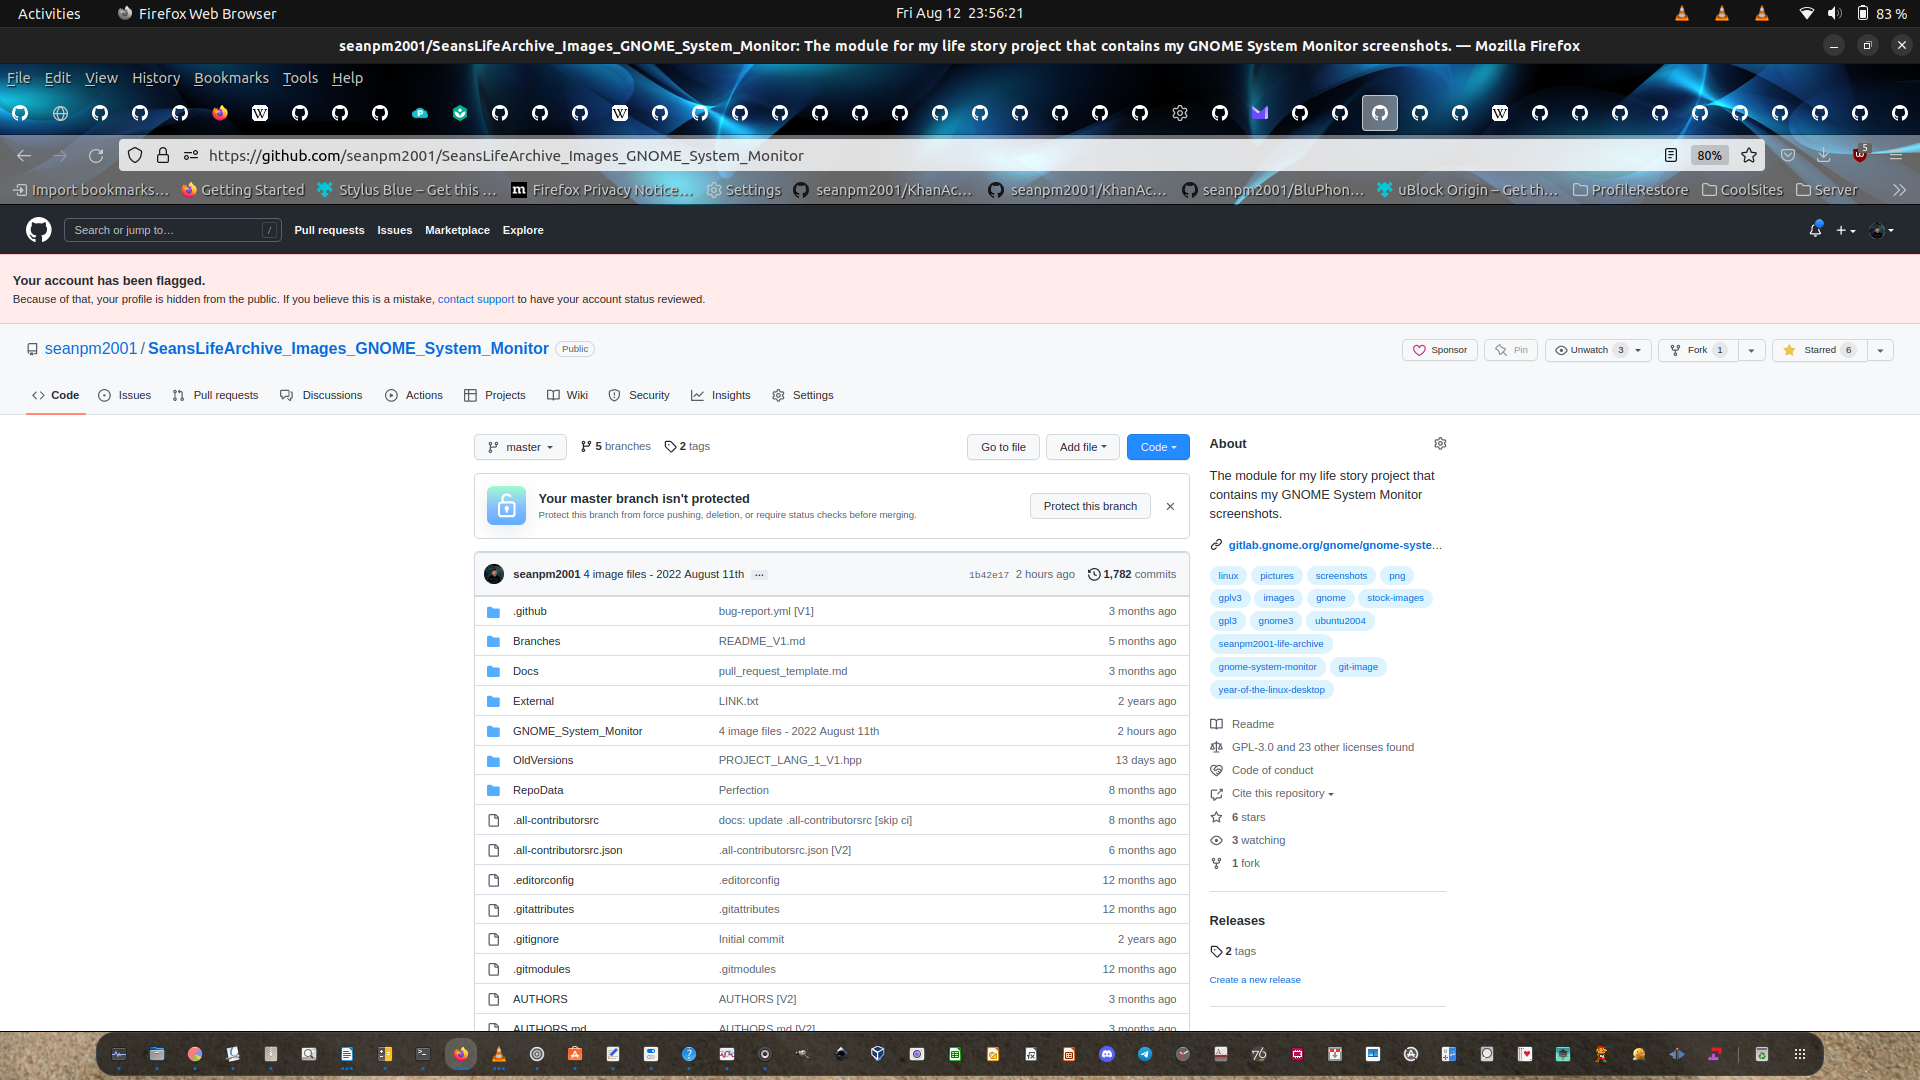 Activities Firefox Web Browser Fri Aug 12 23:56:21 83 %
seanpm2001/SeansLifeArchive_Images_GNOME_System_Monitor: The module for my life story project that contains my GNOME System Monitor screenshots. — Mozilla Firefox
File Edit View History Bookmarks Tools Help
https://github.com/seanpm2001/SeansLifeArchive_Images_GNOME_System_Monitor 80% 5
Import bookmarks… Getting Started Stylus Blue – Get this … Firefox Privacy Notice… Settings seanpm2001/KhanAc… seanpm2001/KhanAc… seanpm2001/BluPhon… uBlock Origin – Get th… ProfileRestore CoolSites Server
Search or jump to… / Pull requests Issues Marketplace Explore
Your account has been flagged.
Because of that, your profile is hidden from the public. If you believe this is a mistake, contact support to have your account status reviewed.
seanpm2001 / SeansLifeArchive_Images_GNOME_System_Monitor Public Sponsor Pin Unwatch 3 Fork 1 Starred 6
Code Issues Pull requests Discussions Actions Projects Wiki Security Insights Settings
master 5 branches 2 tags Go to file Add file Code
Your master branch isn't protected
Protect this branch from force pushing, deletion, or require status checks before merging.
Protect this branch
seanpm2001 4 image files - 2022 August 11th … 1b42e17 2 hours ago 1,782 commits
.github bug-report.yml [V1] 3 months ago
Branches README_V1.md 5 months ago
Docs pull_request_template.md 3 months ago
External LINK.txt 2 years ago
GNOME_System_Monitor 4 image files - 2022 August 11th 2 hours ago
OldVersions PROJECT_LANG_1_V1.hpp 13 days ago
RepoData Perfection 8 months ago
.all-contributorsrc docs: update .all-contributorsrc [skip ci] 8 months ago
.all-contributorsrc.json .all-contributorsrc.json [V2] 6 months ago
.editorconfig .editorconfig 12 months ago
.gitattributes .gitattributes 12 months ago
.gitignore Initial commit 2 years ago
.gitmodules .gitmodules 12 months ago
AUTHORS AUTHORS [V2] 3 months ago
AUTHORS.md AUTHORS.md [V2] 3 months ago
About
The module for my life story project that
contains my GNOME System Monitor
screenshots.
gitlab.gnome.org/gnome/gnome-syste…
linux pictures screenshots png
gplv3 images gnome stock-images
gpl3 gnome3 ubuntu2004
seanpm2001-life-archive
gnome-system-monitor git-image
year-of-the-linux-desktop
Readme
GPL-3.0 and 23 other licenses found
Code of conduct
Cite this repository
6 stars
3 watching
1 fork
Releases
2 tags
Create a new release